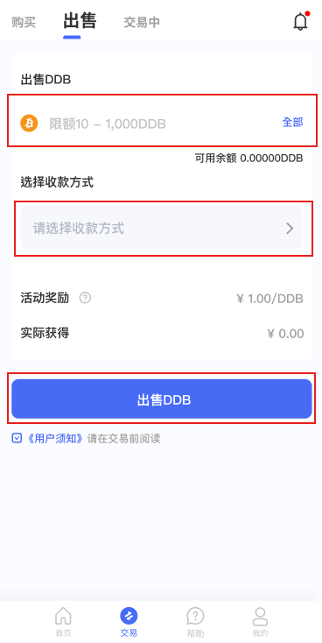 购买 出售 交易中
出售DDB
限额10 - 1,000DDB 全部
可用余额 0.00000DDB
选择收款方式
请选择收款方式
活动奖励 ? ¥ 1.00/DDB
实际获得 ¥ 0.00
出售DDB
《用户须知》请在交易前阅读
首页 交易 帮助 我的